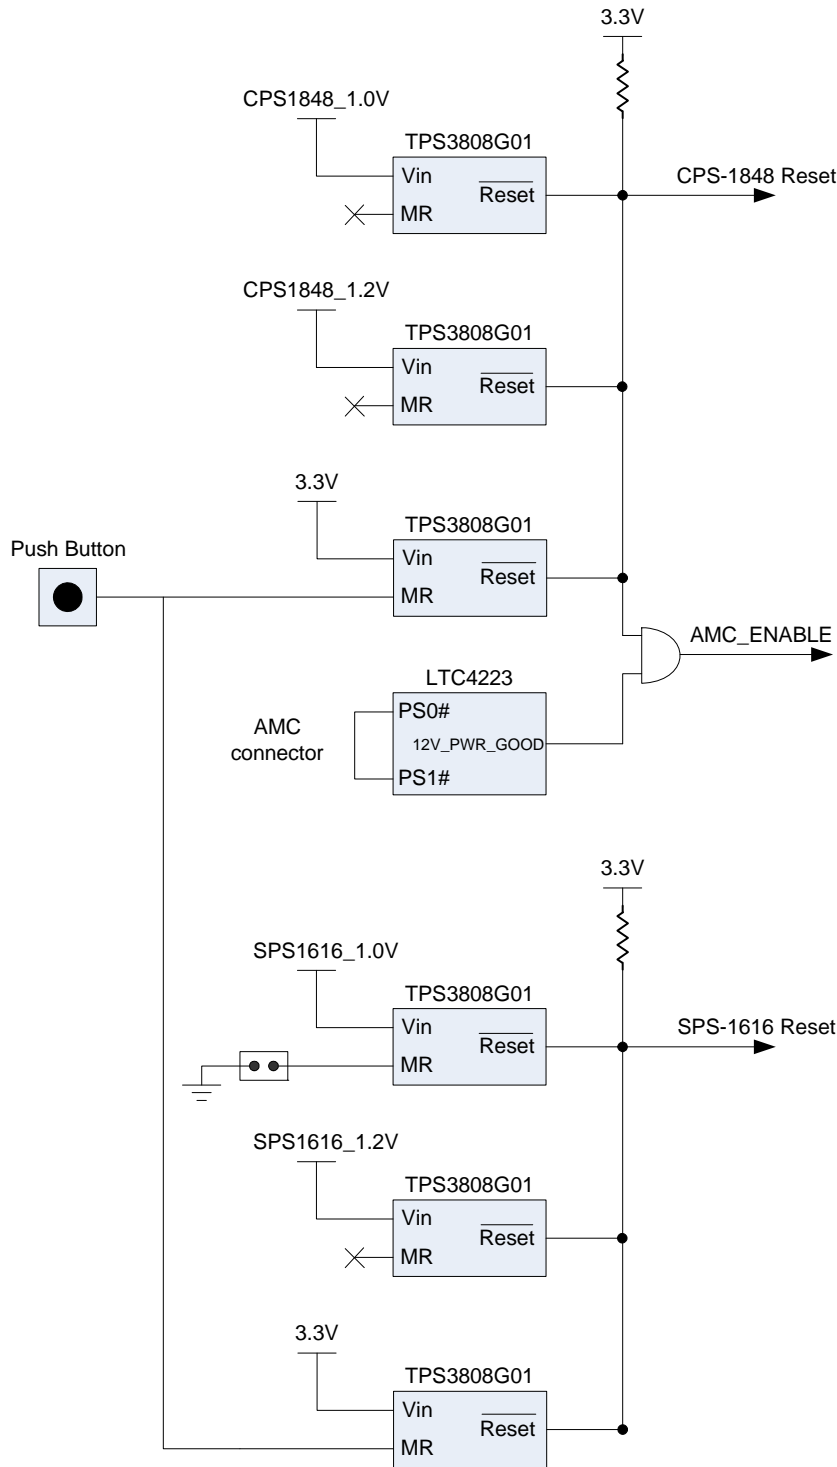 3.3V
CPS1848_1.0V
TPS3808G01
Vin
Reset
MR
CPS-1848 Reset
CPS1848_1.2V
TPS3808G01
Vin
Reset
MR
3.3V
TPS3808G01
Vin
Reset
MR
Push Button
AMC_ENABLE
LTC4223
PS0#
12V_PWR_GOOD
PS1#
AMC
connector
3.3V
SPS1616_1.0V
TPS3808G01
Vin
Reset
MR
SPS-1616 Reset
SPS1616_1.2V
TPS3808G01
Vin
Reset
MR
3.3V
TPS3808G01
Vin
Reset
MR